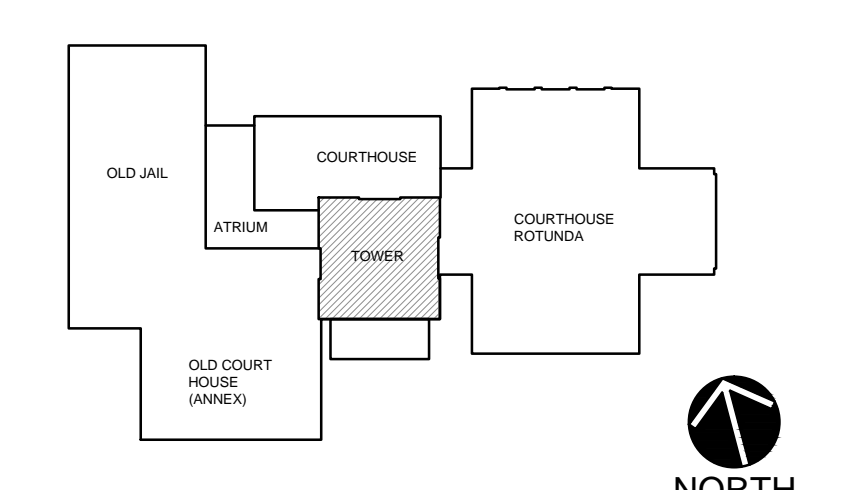 COURTHOUSE
OLD JAIL
COURTHOUSE
ROTUNDA
ATRIUM
TOWER
OLD COURT
HOUSE
(ANNEX)
NORTH